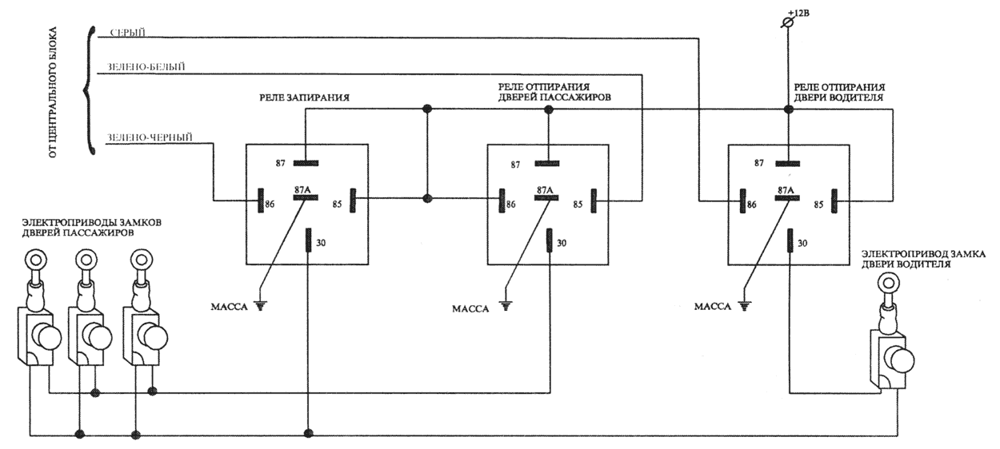 +12В
СЕРЫЙ
ЗЕЛЕНО-БЕЛЫЙ
ЗЕЛЕНО-ЧЕРНЫЙ
ОТ ЦЕНТРАЛЬНОГО БЛОКА
РЕЛЕ ЗАПИРАНИЯ
РЕЛЕ ОТПИРАНИЯ
ДВЕРЕЙ ПАССАЖИРОВ
РЕЛЕ ОТПИРАНИЯ
ДВЕРИ ВОДИТЕЛЯ
87
87А
86
85
30
87
87А
86
85
30
87
87А
86
85
30
МАССА
МАССА
МАССА
ЭЛЕКТРОПРИВОДЫ ЗАМКОВ
ДВЕРЕЙ ПАССАЖИРОВ
ЭЛЕКТРОПРИВОД ЗАМКА
ДВЕРИ ВОДИТЕЛЯ